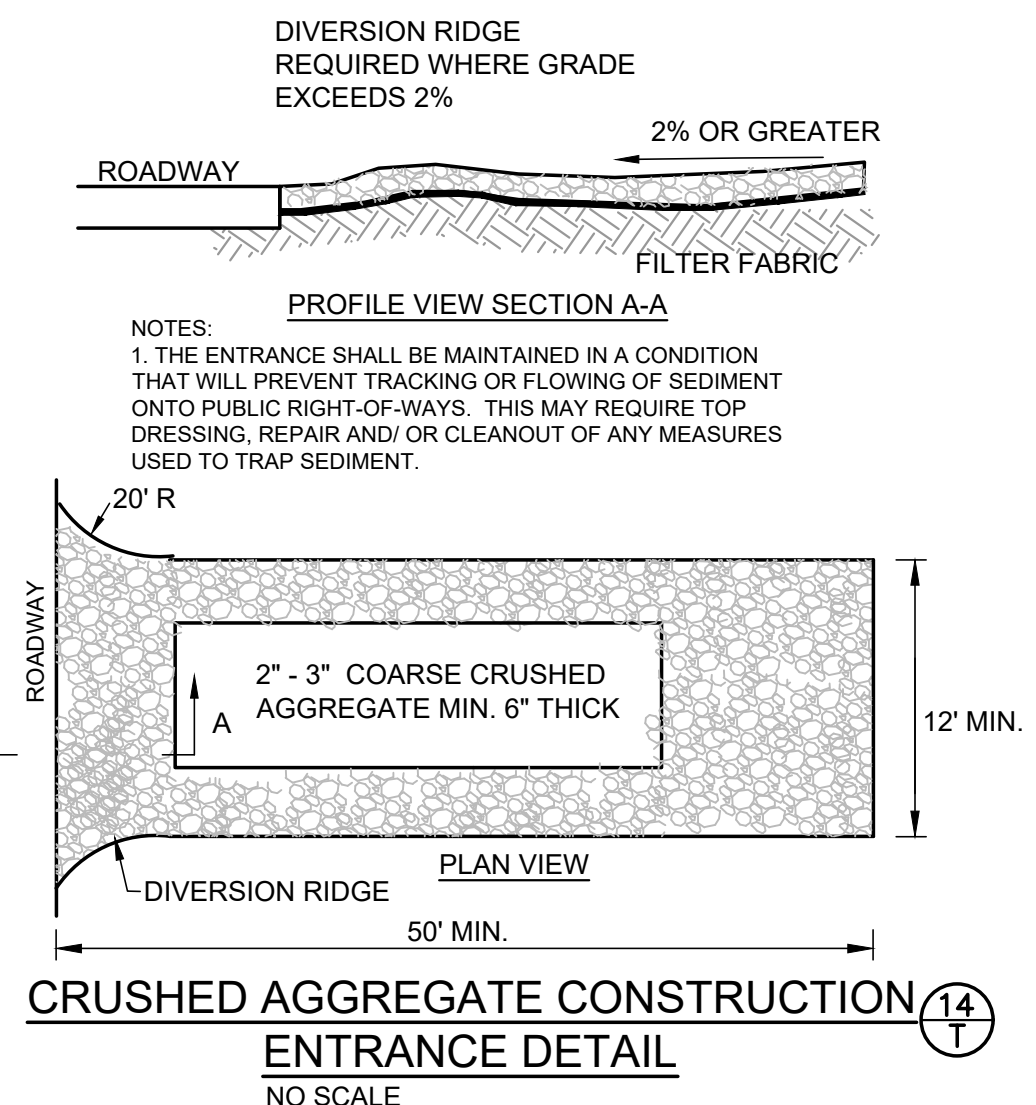 DIVERSION RIDGE
REQUIRED WHERE GRADE
EXCEEDS 2%
2% OR GREATER
ROADWAY
FILTER FABRIC
PROFILE VIEW SECTION A-A
NOTES:
1. THE ENTRANCE SHALL BE MAINTAINED IN A CONDITION
THAT WILL PREVENT TRACKING OR FLOWING OF SEDIMENT
ONTO PUBLIC RIGHT-OF-WAYS. THIS MAY REQUIRE TOP
DRESSING, REPAIR AND/ OR CLEANOUT OF ANY MEASURES
USED TO TRAP SEDIMENT.
20' R
ROADWAY
2" - 3" COARSE CRUSHED
AGGREGATE MIN. 6" THICK
A
12' MIN.
PLAN VIEW
DIVERSION RIDGE
50' MIN.
CRUSHED AGGREGATE CONSTRUCTION
ENTRANCE DETAIL
14
T
NO SCALE